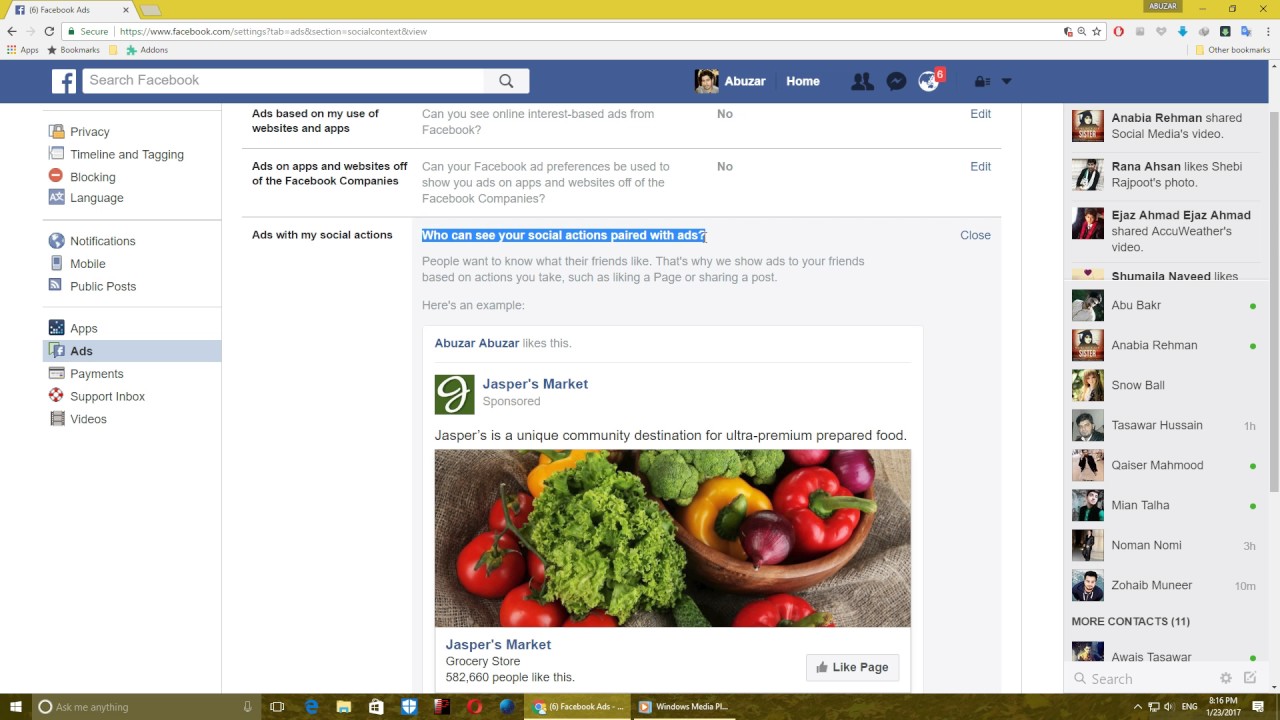 ABUZAR
(6) Facebook Ads
Secure
https://www.facebook.com/settings?tab=ads&section=socialcontext&view
Apps
Bookmarks
Addons
Other bookmarks
Search Facebook
Abuzar
Home
6
Privacy
Timeline and Tagging
Blocking
Language
Notifications
Mobile
Public Posts
Apps
Ads
Payments
Support Inbox
Videos
Ads based on my use of
websites and apps
Can you see online interest-based ads from
Facebook?
No
Edit
Ads on apps and websites off
of the Facebook Companies
Can your Facebook ad preferences be used to
show you ads on apps and websites off of the
Facebook Companies?
No
Edit
Ads with my social actions
Who can see your social actions paired with ads?
Close
People want to know what their friends like. That's why we show ads to your friends
based on actions you take, such as liking a Page or sharing a post.
Here's an example:
Abuzar Abuzar likes this.
Jasper's Market
Sponsored
Jasper's is a unique community destination for ultra-premium prepared food.
Jasper's Market
Grocery Store
582,660 people like this.
Like Page
Anabia Rehman shared
Social Media's video.
Rana Ahsan likes Shebi
Rajpoot's photo.
Ejaz Ahmad Ejaz Ahmad
shared AccuWeather's
video.
Shumaila Naveed likes
Abu Bakr
Anabia Rehman
Snow Ball
Tasawar Hussain 1h
Qaiser Mahmood
Mian Talha
Noman Nomi 3h
Zohaib Muneer 10m
MORE CONTACTS (11)
Awais Tasawar
Search
Ask me anything
(6) Facebook Ads - ...
Windows Media Pl...
ENG
8:16 PM
1/23/2017